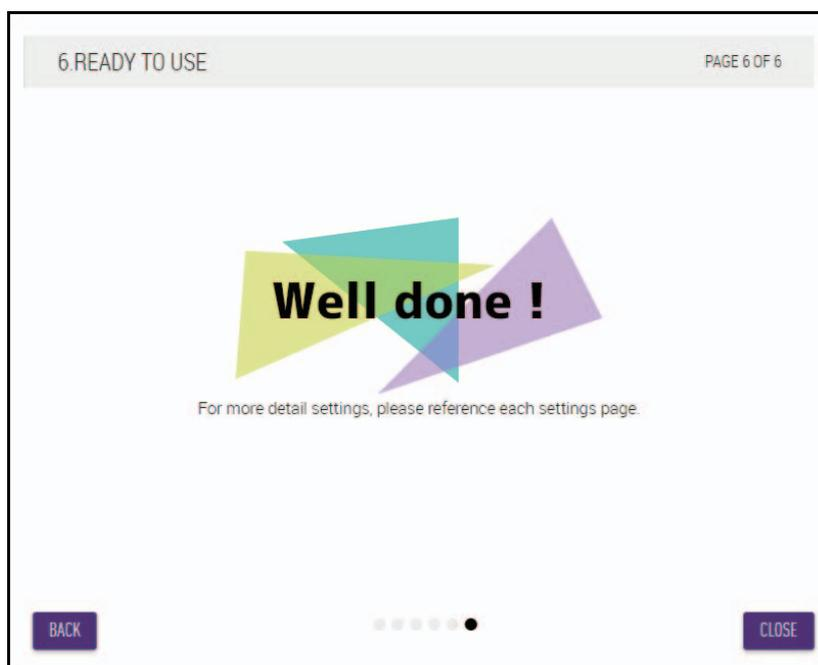 6.READY TO USE
PAGE 6 OF 6
Well done !
For more detail settings, please reference each settings page.
BACK
CLOSE